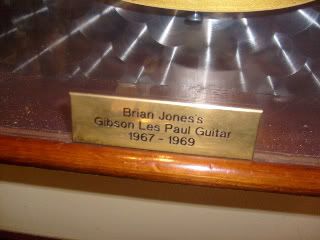 Brian Jones's
Gibson Les Paul Guitar
1967 - 1969